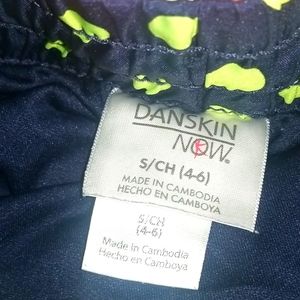 DANSKIN
NOW.
S/CH (4-6)
MADE IN CAMBODIA
HECHO EN CAMBOYA
S/CH
(4-6)
Made in Cambodia
Hecho en Camboya